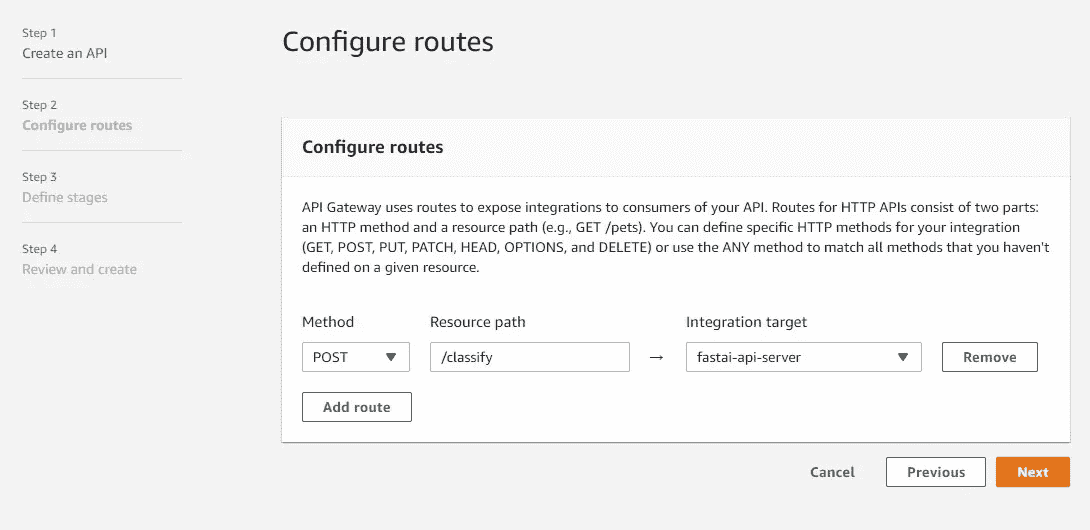 Step 1
Create an API
Step 2
Configure routes
Step 3
Define stages
Step 4
Review and create
Configure routes
Configure routes
API Gateway uses routes to expose integrations to consumers of your API. Routes for HTTP APIs consist of two parts:
an HTTP method and a resource path (e.g., GET /pets). You can define specific HTTP methods for your integration
(GET, POST, PUT, PATCH, HEAD, OPTIONS, and DELETE) or use the ANY method to match all methods that you haven't
defined on a given resource.
Method Resource path Integration target
POST /classify → fastai-api-server Remove
Add route
Cancel Previous Next